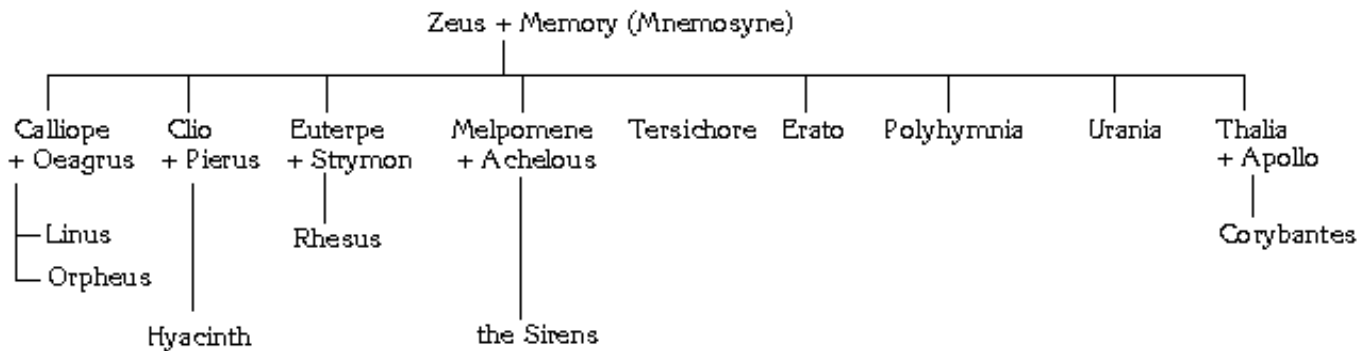 Zeus + Memory (Mnemosyne)
Calliope Clio Euterpe Melpomene Tersichore Erato Polyhymnia Urania Thalia
+ Oeagrus + Pierus + Strymon + Achelous + Apollo
Linus Rhesus Corybantes
Orpheus
Hyacinth the Sirens